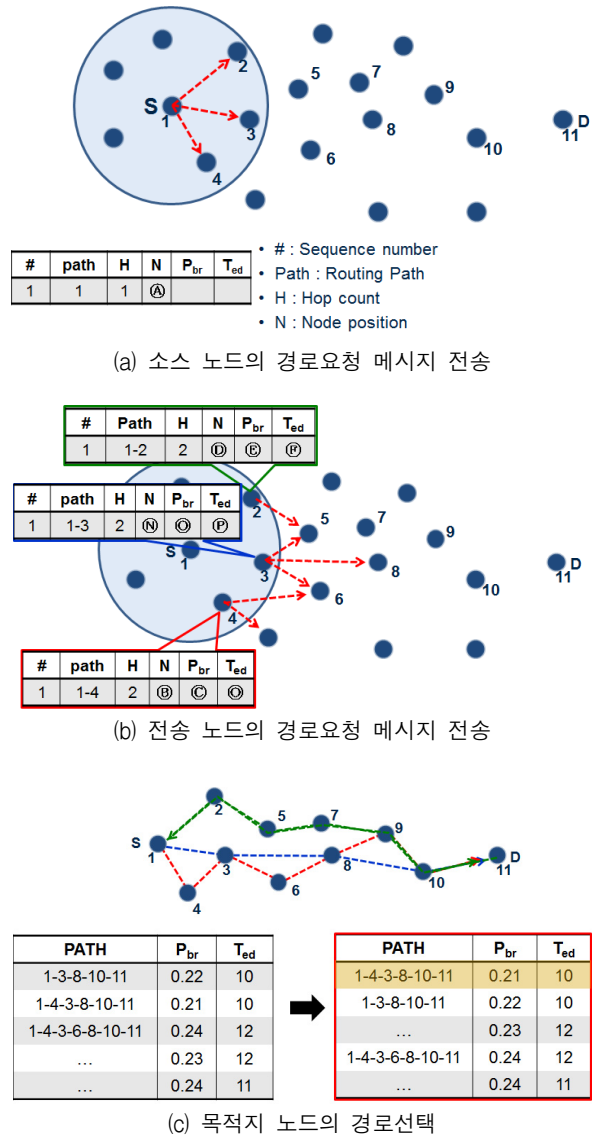 2
5
7
9
S
1
3
8
D
11
10
6
4
# path H N Pbr Ted
1 1 1 Ⓐ
• # : Sequence number
• Path : Routing Path
• H : Hop count
• N : Node position
(a) 소스 노드의 경로요청 메시지 전송
# Path H N Pbr Ted
1 1-2 2 Ⓓ Ⓔ Ⓕ
# path H N Pbr Ted
1 1-3 2 Ⓝ Ⓞ Ⓟ
2
5
7
9
S
1
3
8
D
11
10
6
4
# path H N Pbr Ted
1 1-4 2 Ⓑ Ⓒ Ⓞ
(b) 전송 노드의 경로요청 메시지 전송
2
5
7
9
S
1
3
8
D
11
10
6
4
PATH Pbr Ted
1-3-8-10-11 0.22 10
1-4-3-8-10-11 0.21 10
1-4-3-6-8-10-11 0.24 12
... 0.23 12
... 0.24 11
PATH Pbr Ted
1-4-3-8-10-11 0.21 10
1-3-8-10-11 0.22 10
... 0.23 12
1-4-3-6-8-10-11 0.24 12
... 0.24 11
(c) 목적지 노드의 경로선택